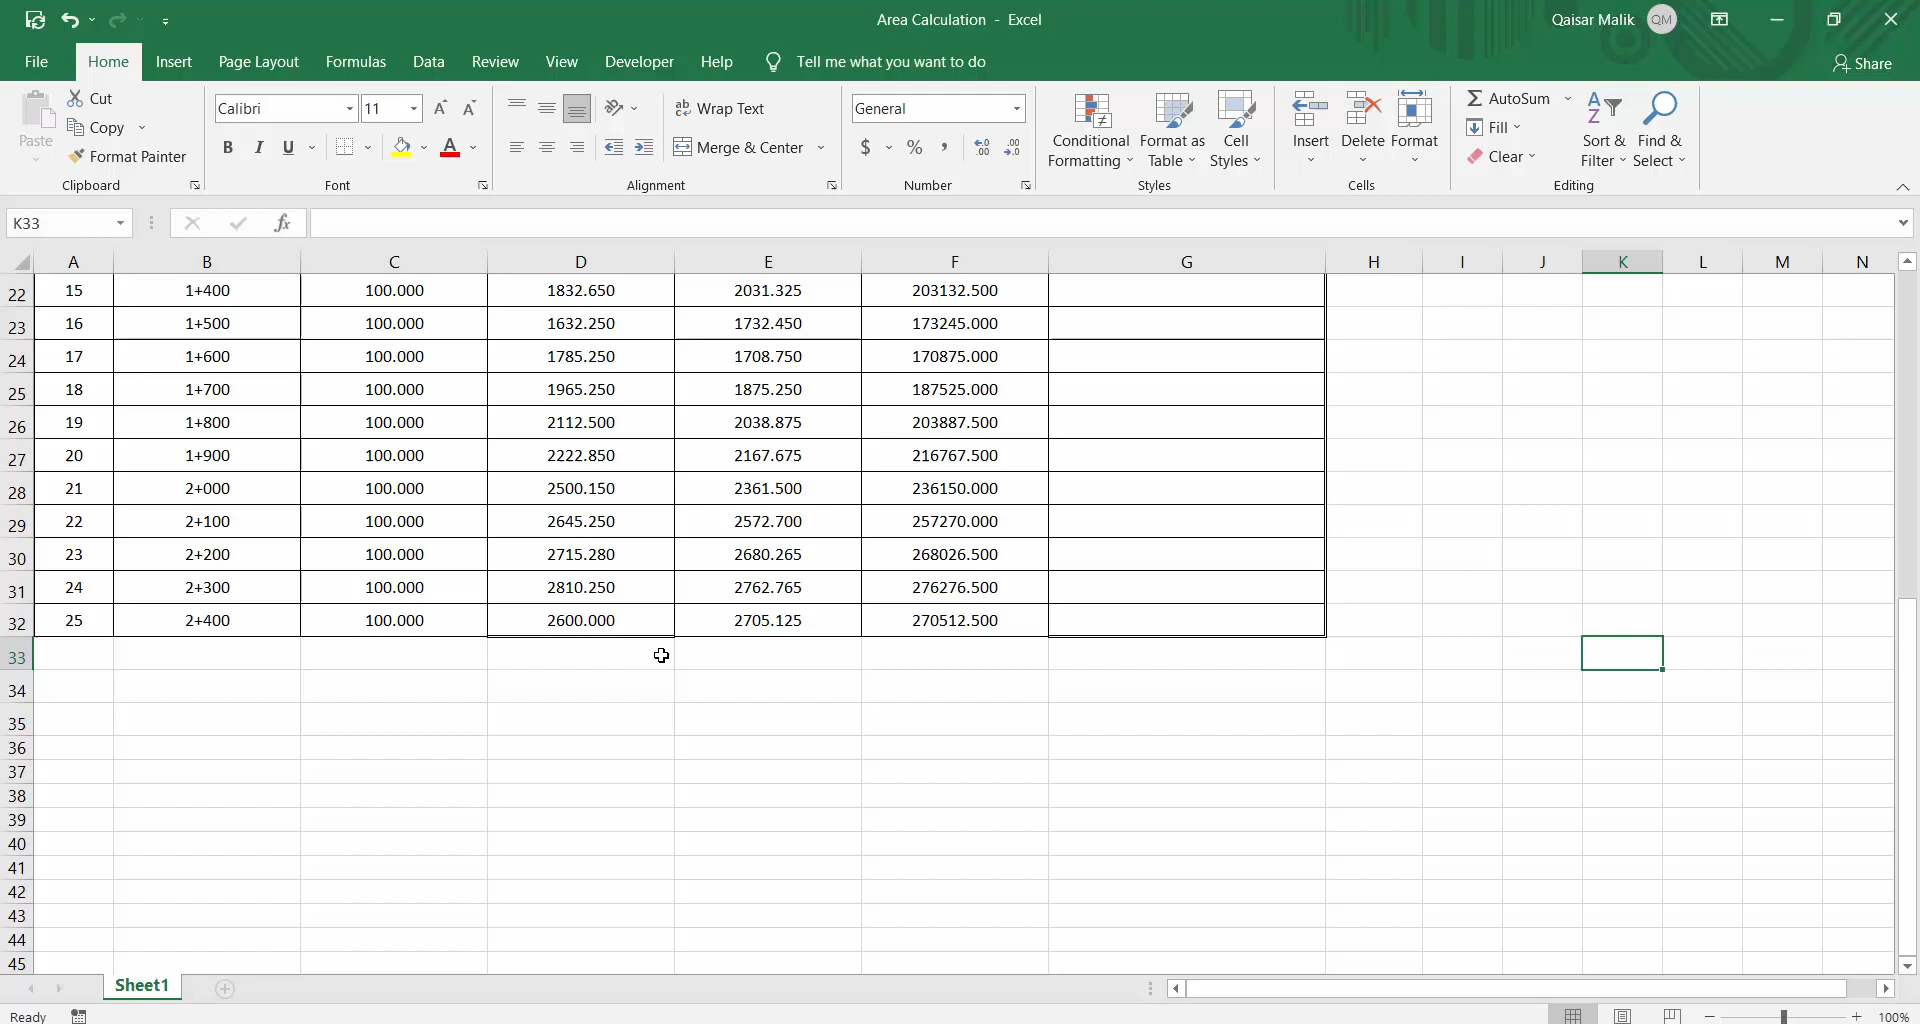 Area Calculation - Excel
Qaisar Malik QM
File Home Insert Page Layout Formulas Data Review View Developer Help Tell me what you want to do Share
Paste
Cut
Copy
Format Painter
Clipboard
Calibri 11 A A
B I U A
Font
ab Wrap Text
Merge & Center
Alignment
General
$ % , .00 .00
Number
Conditional Formatting
Format as Table
Cell Styles
Styles
Insert Delete Format
Cells
AutoSum
Fill
Clear
Sort & Filter
Find & Select
Editing
K33 fx
A B C D E F G H I J K L M N
22 15 1+400 100.000 1832.650 2031.325 203132.500
23 16 1+500 100.000 1632.250 1732.450 173245.000
24 17 1+600 100.000 1785.250 1708.750 170875.000
25 18 1+700 100.000 1965.250 1875.250 187525.000
26 19 1+800 100.000 2112.500 2038.875 203887.500
27 20 1+900 100.000 2222.850 2167.675 216767.500
28 21 2+000 100.000 2500.150 2361.500 236150.000
29 22 2+100 100.000 2645.250 2572.700 257270.000
30 23 2+200 100.000 2715.280 2680.265 268026.500
31 24 2+300 100.000 2810.250 2762.765 276276.500
32 25 2+400 100.000 2600.000 2705.125 270512.500
33
34
35
36
37
38
39
40
41
42
43
44
45
Sheet1
Ready 100%